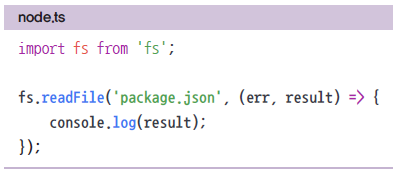 node.ts
import fs from 'fs';
fs.readFile('package.json', (err, result) => {
    console.log(result);
});